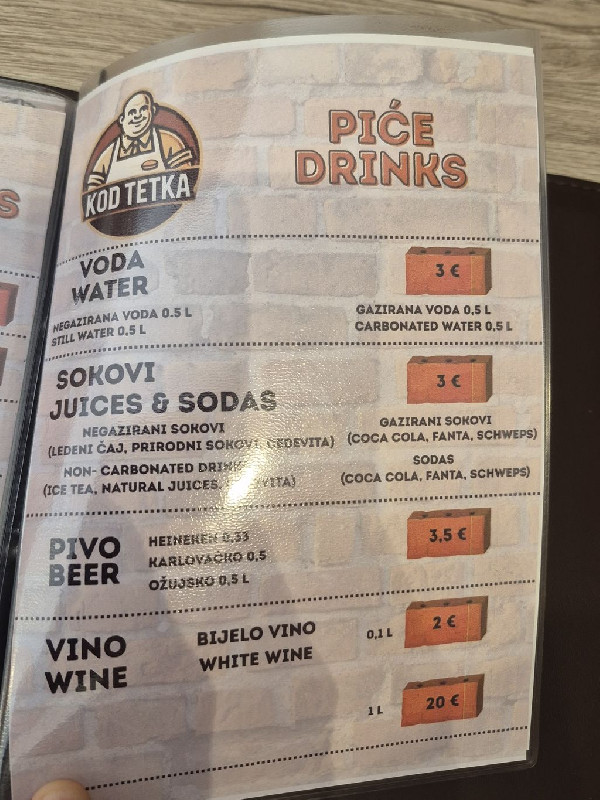 S
KOD TETKA
PIĆE
DRINKS
VODA
WATER
3 €
NEGAZIRANA VODA 0.5 L
STILL WATER 0,5 L
GAZIRANA VODA 0,5 L
CARBONATED WATER 0,5 L
SOKOVI
JUICES & SODAS
3 €
NEGAZIRANI SOKOVI
(LEDENI ČAJ, PRIRODNI SOKOVI, CEDEVITA)
NON- CARBONATED
(ICE TEA, NATURAL JUICES,
GAZIRANI SOKOVI
(COCA COLA, FANTA, SCHWEPS)
SODAS
(COCA COLA, FANTA, SCHWEPS)
PIVO
BEER
HEINEKEN 0,33
KARLOVAČKO 0,5
OŽUJSKO 0,5 L
3,5 €
VINO
WINE
BIJELO VINO
WHITE WINE
0,1 L
2 €
1 L
20 €